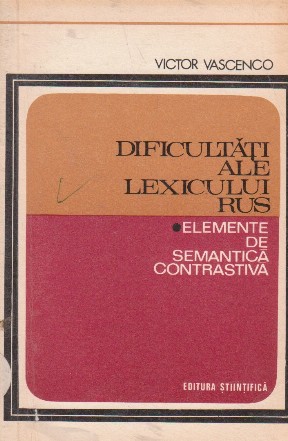 VICTOR VASCENCO
DIFICULTĂȚI
ALE
LEXICULUI
RUS
•ELEMENTE
DE
SEMANTICĂ
CONTRASTIVĂ
EDITURA ȘTIINȚIFICĂ